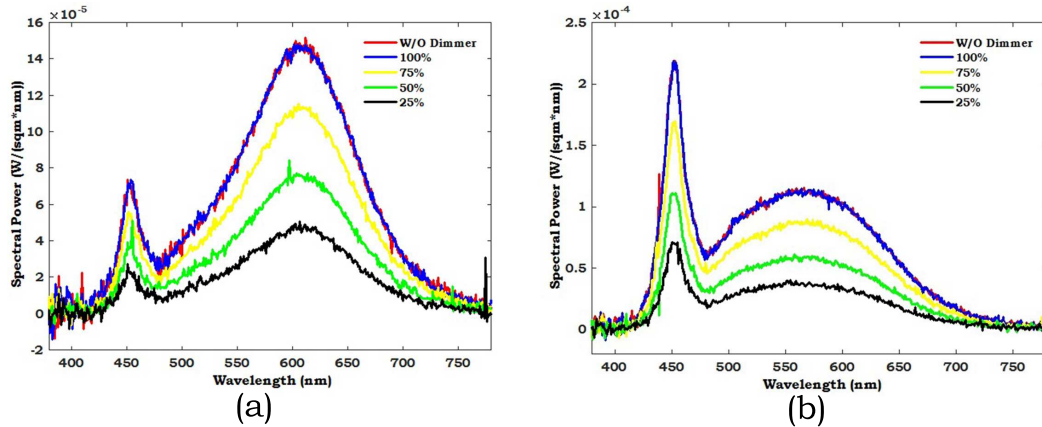 ×10⁻⁵
16
14
12
10
8
6
4
2
0
-2
Spectral Power (W/(sqm*nm))
W/O Dimmer
100%
75%
50%
25%
400 450 500 550 600 650 700 750
Wavelength (nm)
(a)
×10⁻⁴
2.5
2
1.5
1
0.5
0
Spectral Power (W/(sqm*nm))
W/O Dimmer
100%
75%
50%
25%
400 450 500 550 600 650 700 750
Wavelength (nm)
(b)